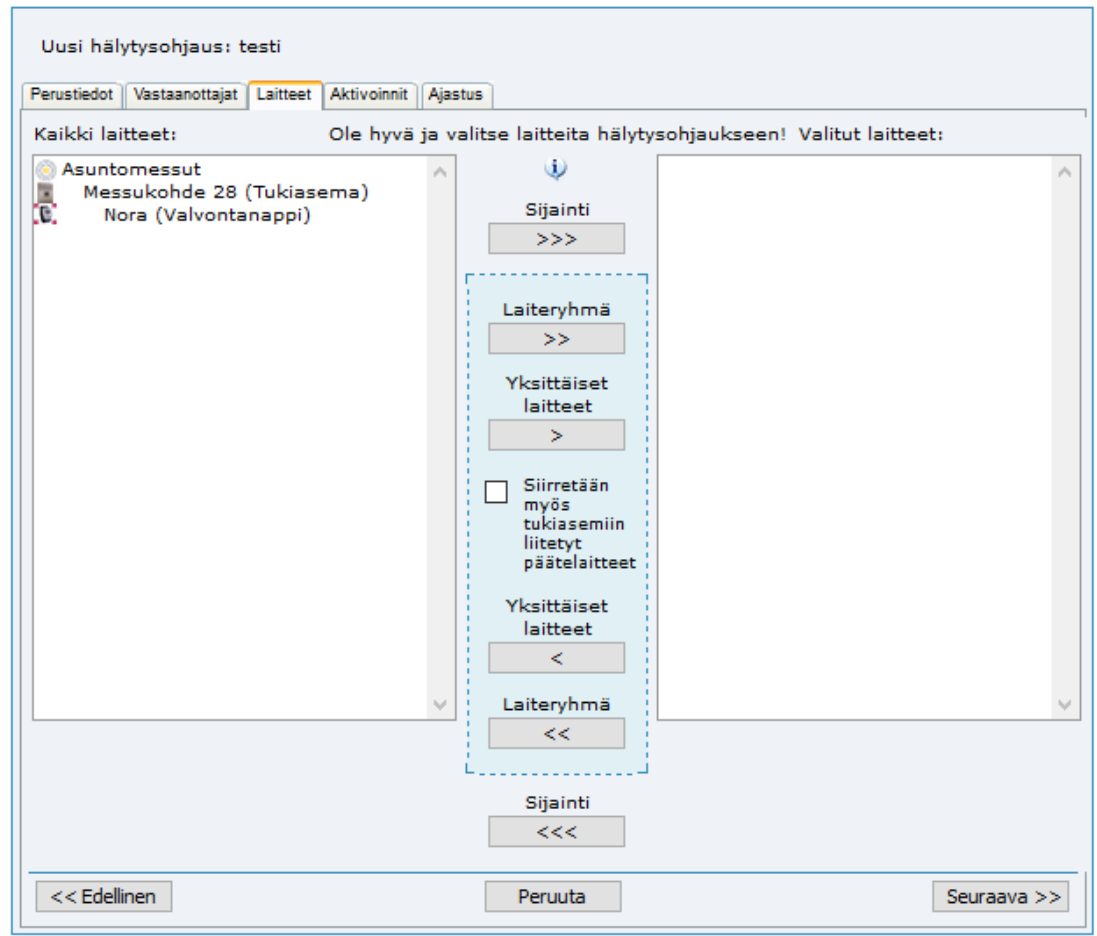 Uusi hälytysohjaus: testi
Perustiedot Vastaanottajat Laitteet Aktivoinnit Ajastus
Kaikki laitteet: Ole hyvä ja valitse laitteita hälytysohjaukseen! Valitut laitteet:
Asuntomessut
Messukohde 28 (Tukiasema)
Nora (Valvontanappi)
Sijainti
>>>
Laiteryhmä
>>
Yksittäiset
laitteet
>
Siirretään
myös
tukiasemiin
liitetyt
päätelaitteet
Yksittäiset
laitteet
<
Laiteryhmä
<<
Sijainti
<<<
<< Edellinen Peruuta Seuraava >>